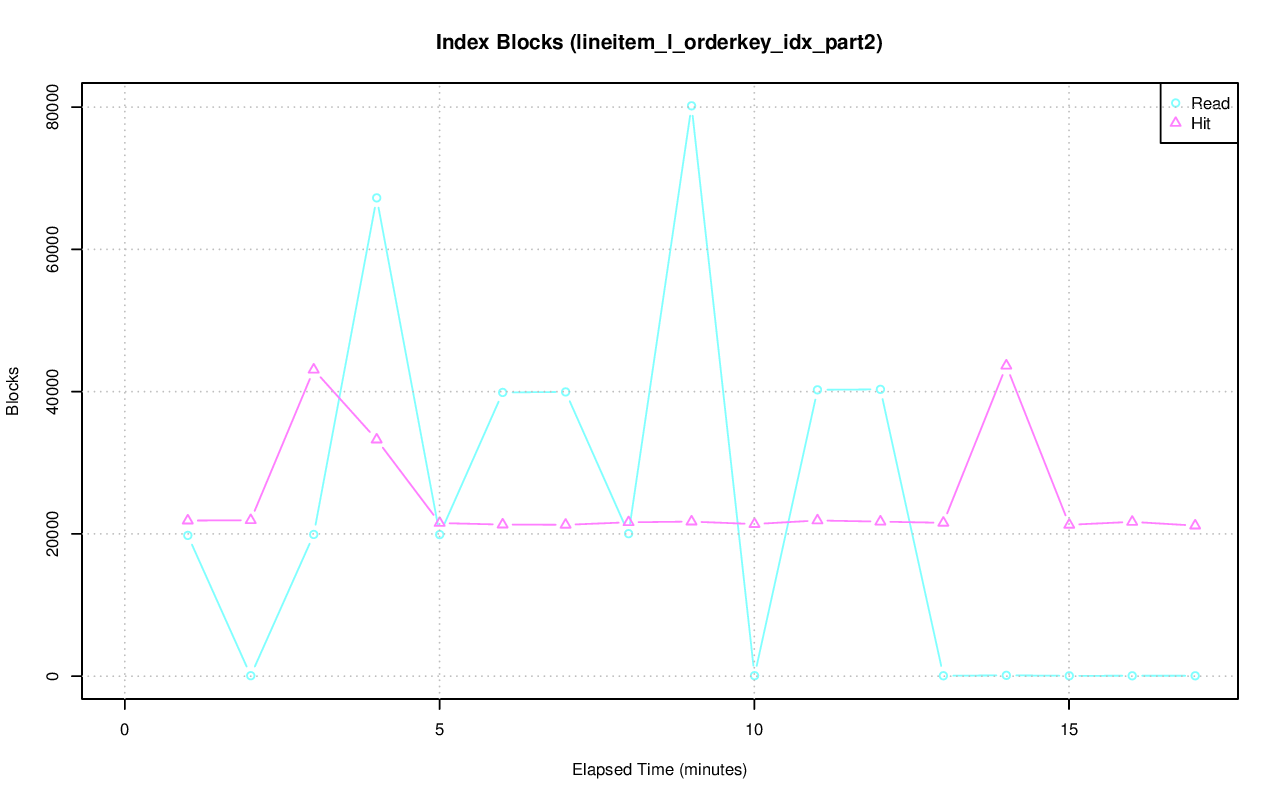 Index Blocks (lineitem_l_orderkey_idx_part2)
Read
Hit
80000
60000
40000
20000
0
Blocks
0 5 10 15
Elapsed Time (minutes)